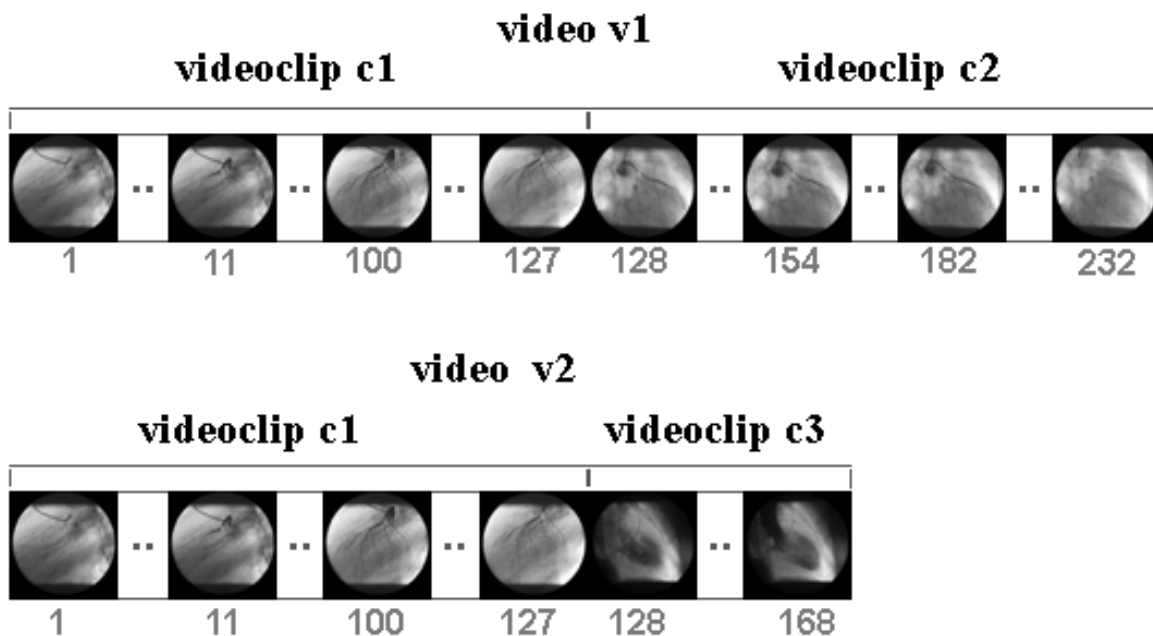 video v1
videoclip c1 videoclip c2
1 11 100 127 128 154 182 232
video v2
videoclip c1 videoclip c3
1 11 100 127 128 168